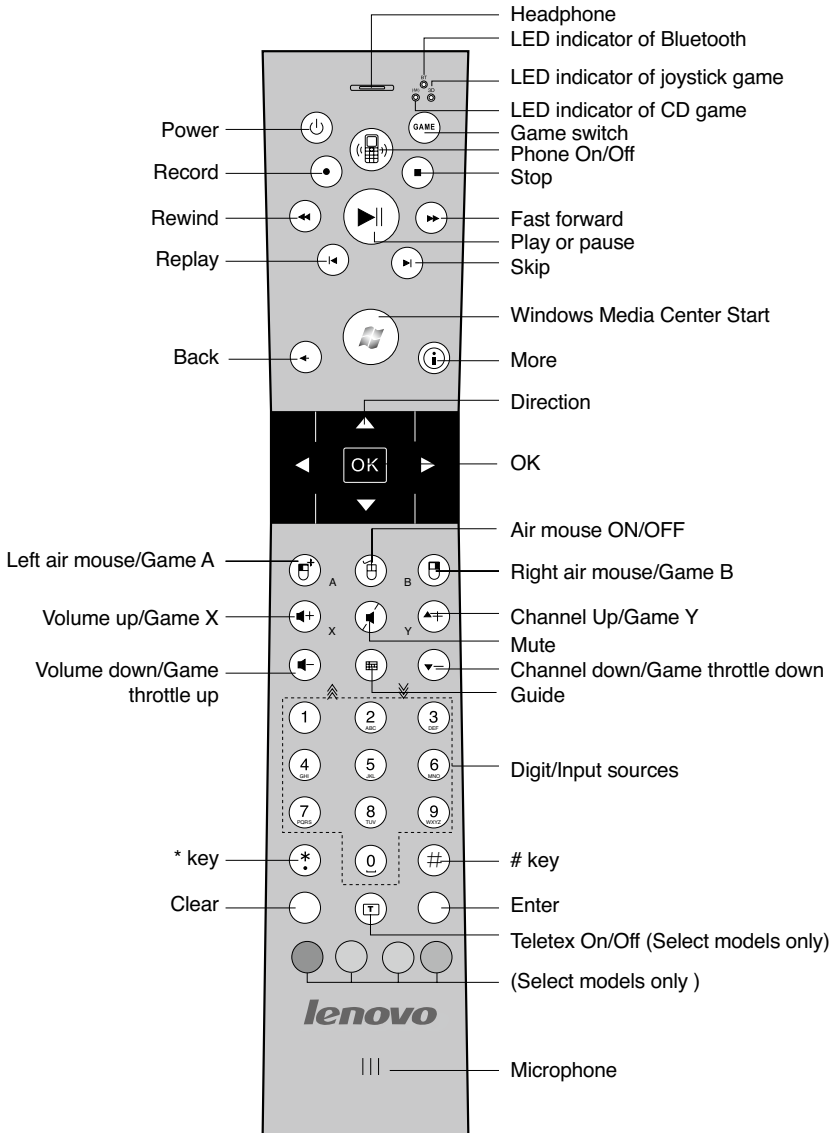 Headphone
LED indicator of Bluetooth
BT
LED indicator of joystick game
SD
LED indicator of CD game
Power
GAME
Game switch
Phone On/Off
Record
Stop
Rewind
Fast forward
Play or pause
Replay
Skip
Windows Media Center Start
Back
More
Direction
OK
OK
Air mouse ON/OFF
Left air mouse/Game A
A
B
Right air mouse/Game B
Volume up/Game X
X
Y
Channel Up/Game Y
Mute
Volume down/Game
throttle up
Channel down/Game throttle down
Guide
1
2
ABC
3
DEF
4
GHI
5
JKL
6
MNO
Digit/Input sources
7
PQRS
8
TUV
9
WXYZ
* key
*
0
#
# key
Clear
Enter
T
Teletex On/Off (Select models only)
(Select models only )
lenovo
Microphone